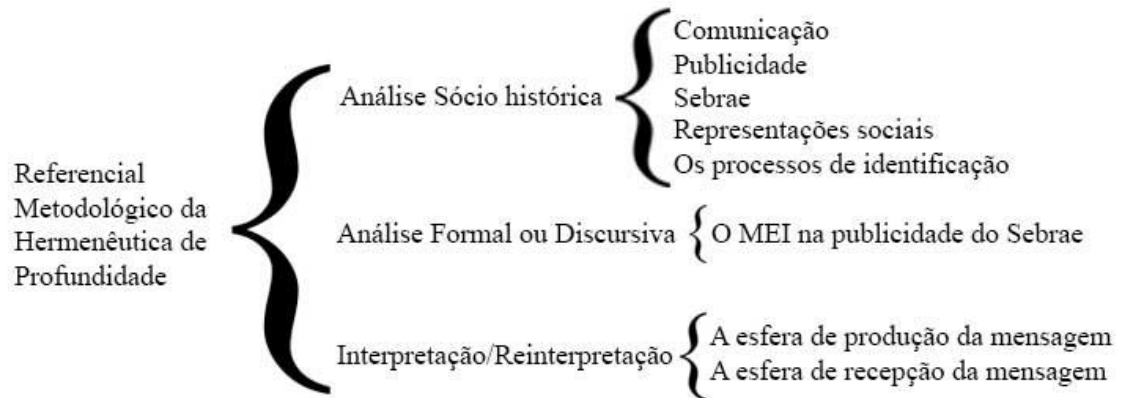 Referencial
Metodológico da
Hermenêutica de
Profundidade
Análise Sócio histórica
Comunicação
Publicidade
Sebrae
Representações sociais
Os processos de identificação
Análise Formal ou Discursiva
O MEI na publicidade do Sebrae
Interpretação/Reinterpretação
A esfera de produção da mensagem
A esfera de recepção da mensagem